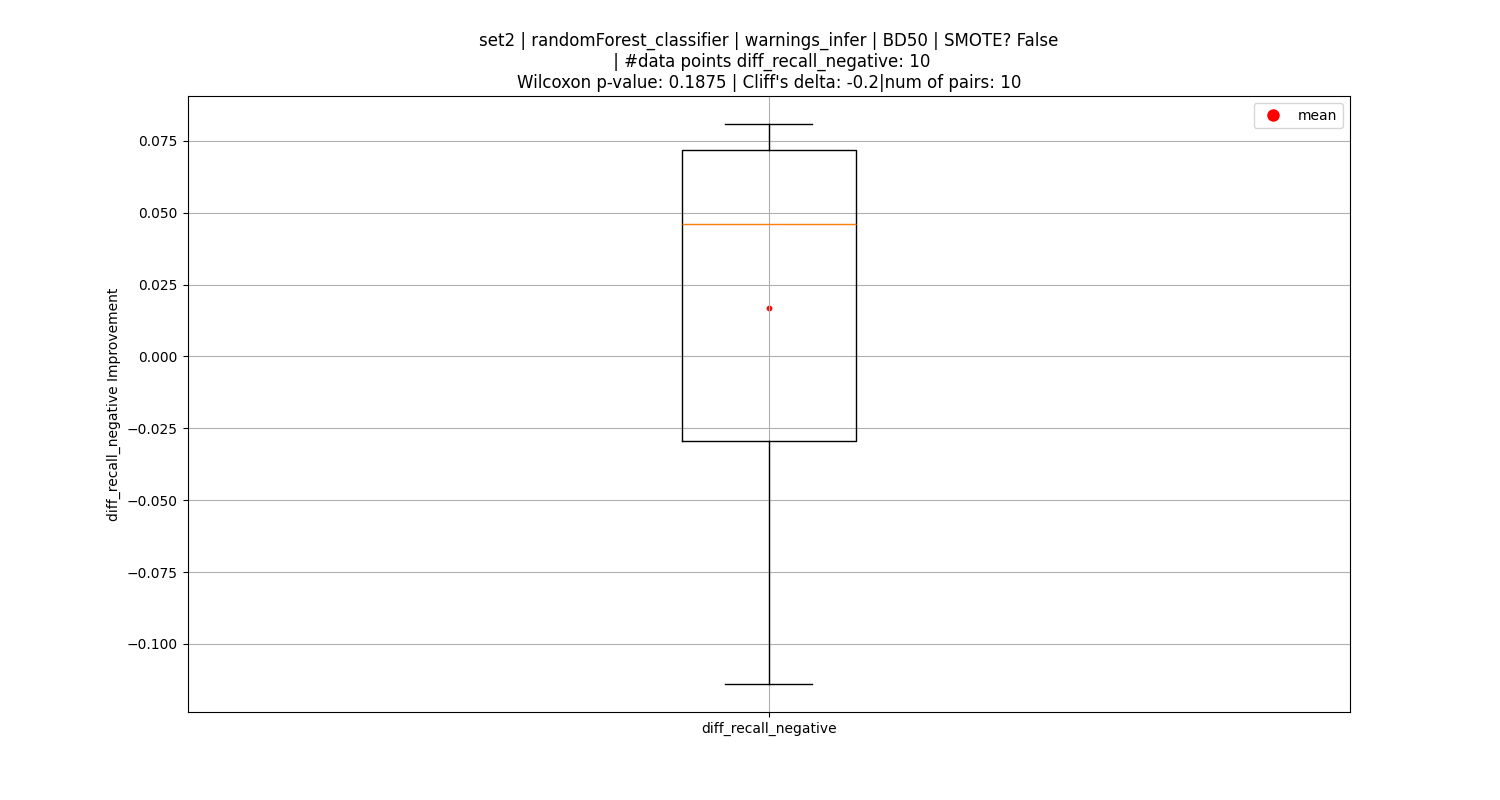 set2 | randomForest_classifier | warnings_infer | BD50 | SMOTE? False
| #data points diff_recall_negative: 10
Wilcoxon p-value: 0.1875 | Cliff's delta: -0.2|num of pairs: 10
mean
0.075
0.050
0.025
0.000
−0.025
−0.050
−0.075
−0.100
diff_recall_negative Improvement
diff_recall_negative